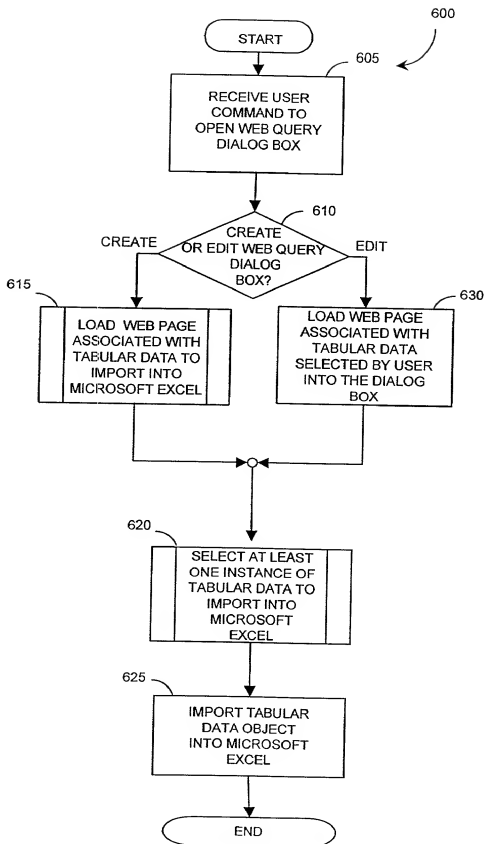 START
600
605
RECEIVE USER
COMMAND TO
OPEN WEB QUERY
DIALOG BOX
610
CREATE
OR EDIT WEB QUERY
DIALOG
BOX?
CREATE
EDIT
615
LOAD WEB PAGE
ASSOCIATED WITH
TABULAR DATA TO
IMPORT INTO
MICROSOFT EXCEL
630
LOAD WEB PAGE
ASSOCIATED WITH
TABULAR DATA
SELECTED BY USER
INTO THE DIALOG
BOX
620
SELECT AT LEAST
ONE INSTANCE OF
TABULAR DATA TO
IMPORT INTO
MICROSOFT
EXCEL
625
IMPORT TABULAR
DATA OBJECT
INTO MICROSOFT
EXCEL
END